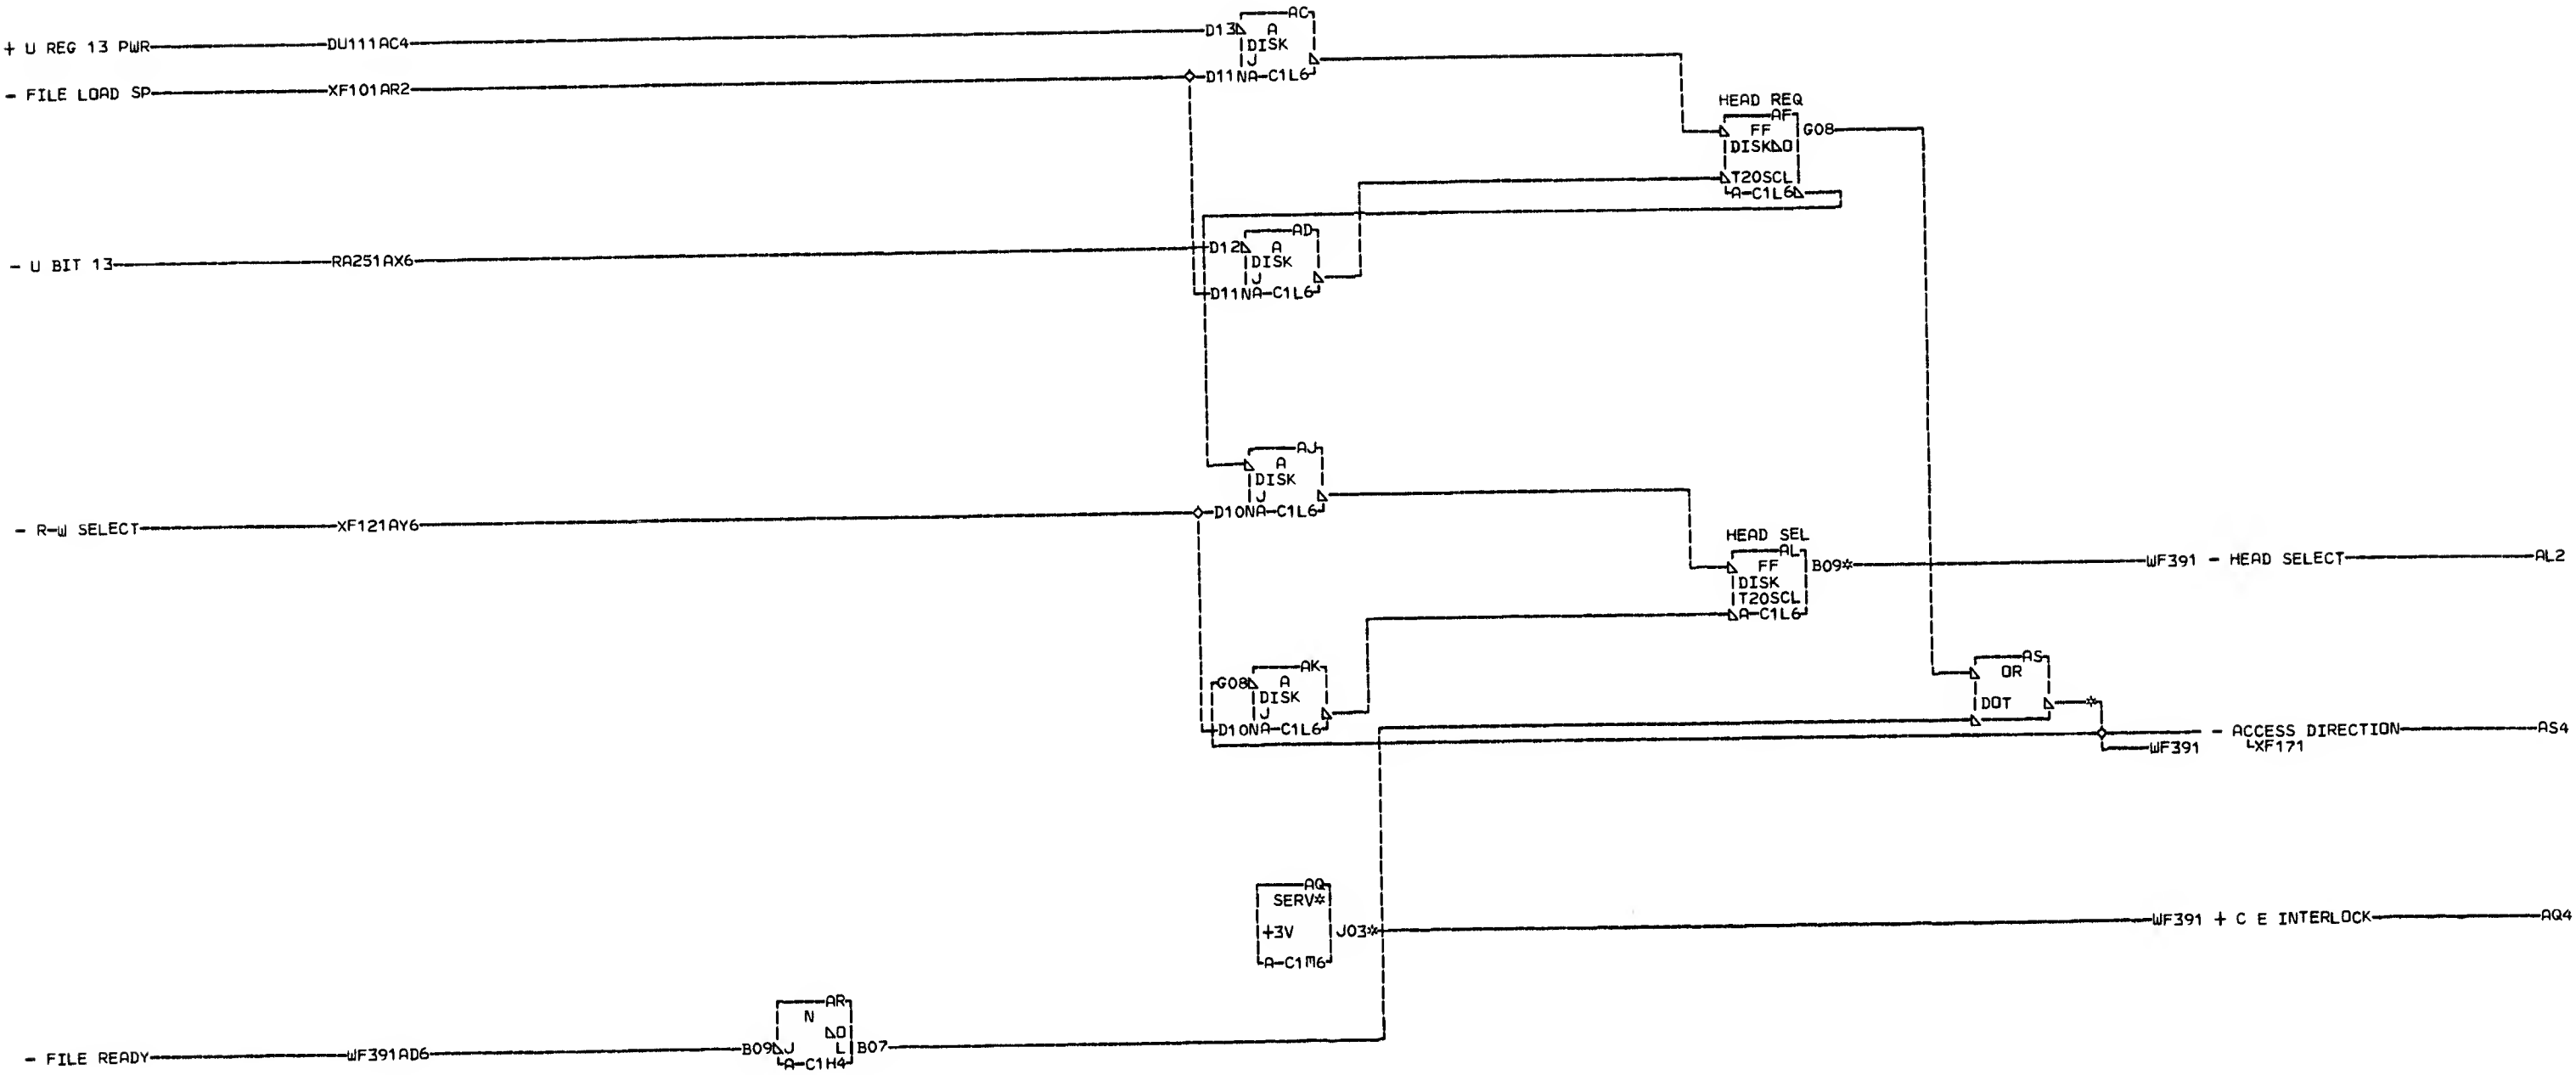 AC
+ U REG 13 PWR DU111AC4 D13 A
DISK
J
- FILE LOAD SP XF101AR2 D11NA-C1L6
HEAD REQ
AF
FF G08
DISK O
T20SCL
A-C1L6
AD
- U BIT 13 RA251AX6 D12 A
DISK
J
D11NA-C1L6
AJ
A
DISK
J
- R-W SELECT XF121AY6 D10NA-C1L6
HEAD SEL
AL
FF B09* WF391 - HEAD SELECT AL2
DISK
T20SCL
A-C1L6
AK
G08 A
DISK
J
D10NA-C1L6
AS
OR
DOT *
- ACCESS DIRECTION AS4
WF391 XF171
AQ
SERV*
+3V J03* WF391 + C E INTERLOCK AQ4
A-C1M6
AR
N
O
- FILE READY WF391AD6 B09 J L B07
A-C1H4